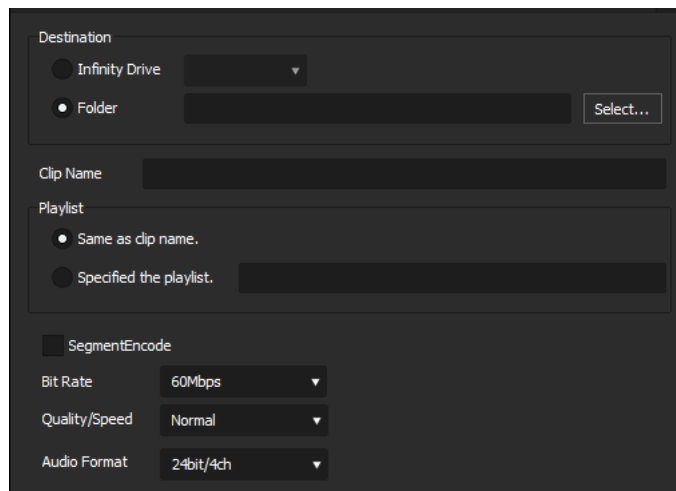 Destination
Infinity Drive
Folder
Select...
Clip Name
Playlist
Same as clip name.
Specified the playlist.
SegmentEncode
Bit Rate 60Mbps
Quality/Speed Normal
Audio Format 24bit/4ch